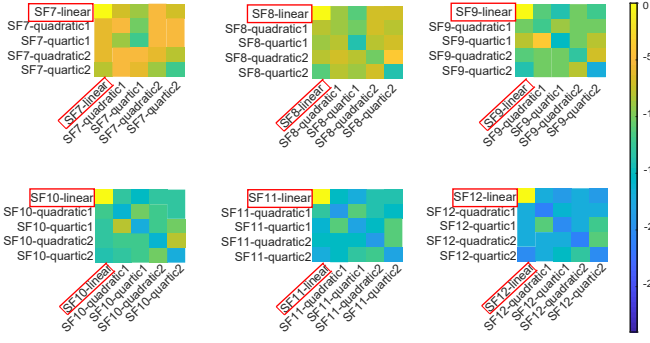 SF7-linear
SF7-quadratic1
SF7-quartic1
SF7-quadratic2
SF7-quartic2
SF7-linear
SF7-quadratic1
SF7-quartic1
SF7-quadratic2
SF7-quartic2
SF8-linear
SF8-quadratic1
SF8-quartic1
SF8-quadratic2
SF8-quartic2
SF8-linear
SF8-quadratic1
SF8-quartic1
SF8-quadratic2
SF8-quartic2
SF9-linear
SF9-quadratic1
SF9-quartic1
SF9-quadratic2
SF9-quartic2
SF9-linear
SF9-quadratic1
SF9-quartic1
SF9-quadratic2
SF9-quartic2
0
SF10-linear
SF10-quadratic1
SF10-quartic1
SF10-quadratic2
SF10-quartic2
SF10-linear
SF10-quadratic1
SF10-quartic1
SF10-quadratic2
SF10-quartic2
SF11-linear
SF11-quadratic1
SF11-quartic1
SF11-quadratic2
SF11-quartic2
SF11-linear
SF11-quadratic1
SF11-quartic1
SF11-quadratic2
SF11-quartic2
SF12-linear
SF12-quadratic1
SF12-quartic1
SF12-quadratic2
SF12-quartic2
SF12-linear
SF12-quadratic1
SF12-quartic1
SF12-quadratic2
SF12-quartic2